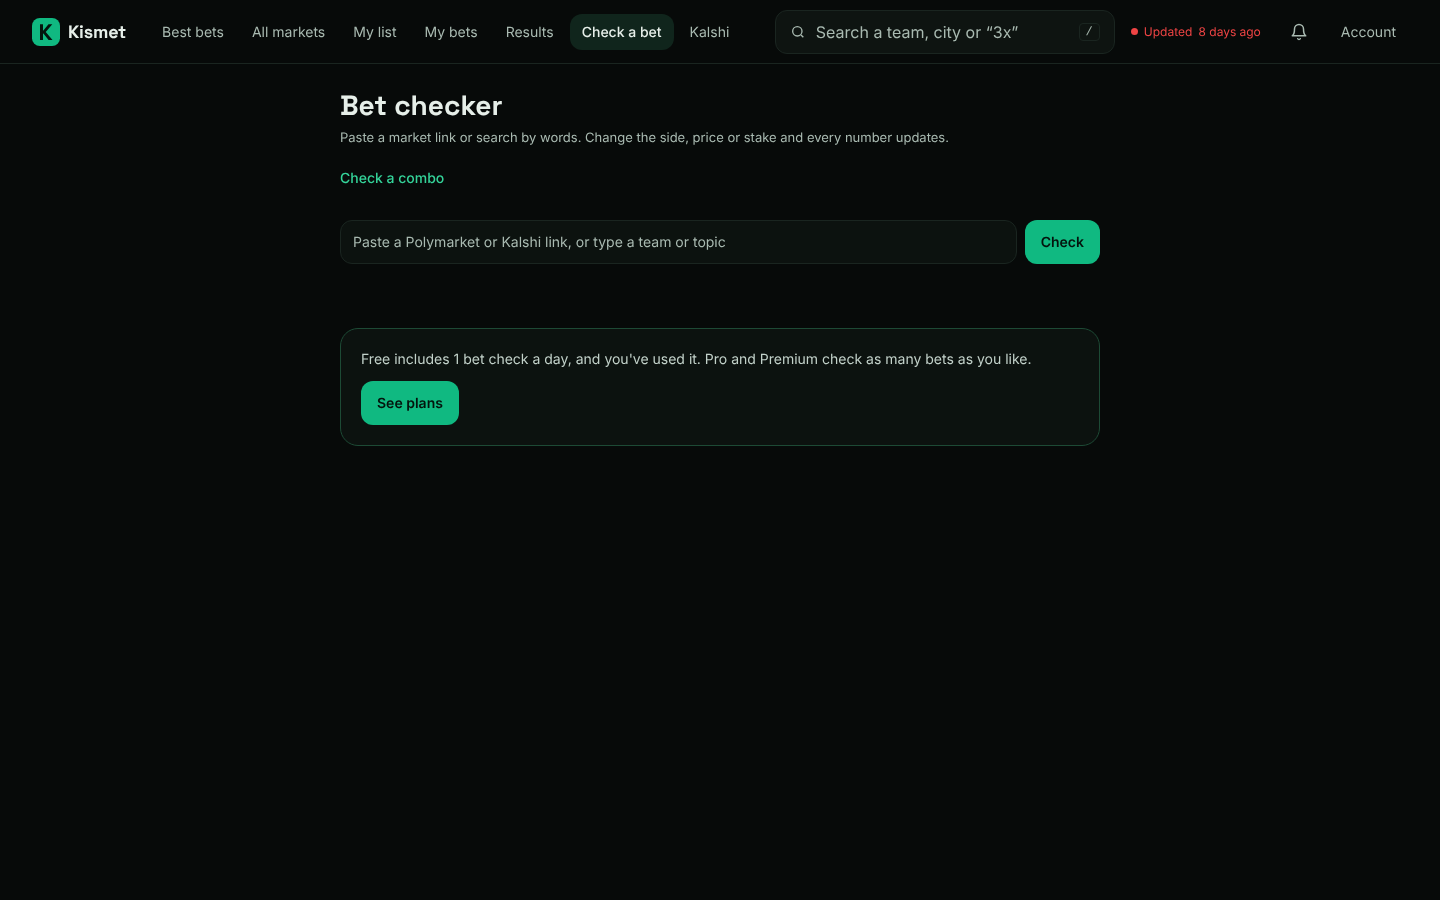 K Kismet Best bets All markets My list My bets Results Check a bet Kalshi Search a team, city or “3x” / Updated 8 days ago Account
Bet checker
Paste a market link or search by words. Change the side, price or stake and every number updates.
Check a combo
Paste a Polymarket or Kalshi link, or type a team or topic Check
Free includes 1 bet check a day, and you've used it. Pro and Premium check as many bets as you like.
See plans